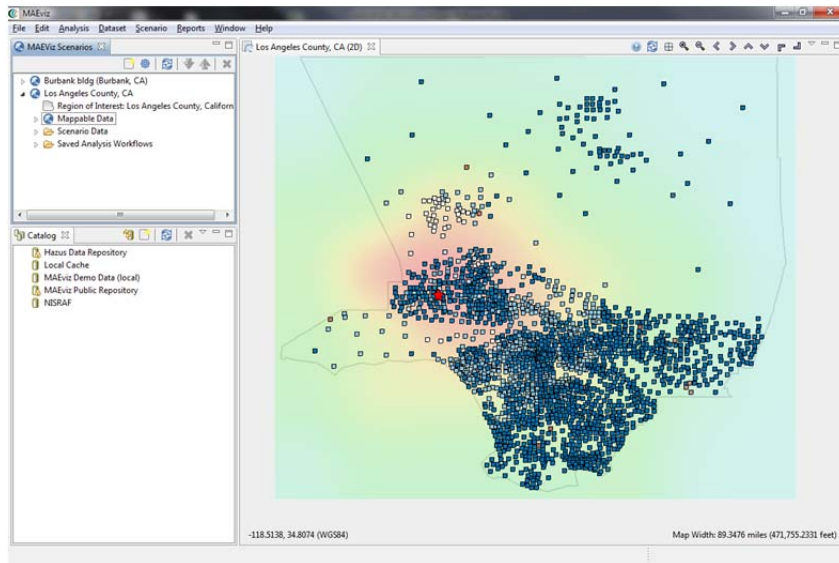 MAEviz
File Edit Analysis Dataset Scenario Reports Window Help
MAEViz Scenarios
Burbank bldg (Burbank, CA)
Los Angeles County, CA
Region of Interest: Los Angeles County, Californ
Mappable Data
Scenario Data
Saved Analysis Workflows
Catalog
Hazus Data Repository
Local Cache
MAEviz Demo Data (local)
MAEviz Public Repository
NISRAF
Los Angeles County, CA (2D)
-118.5138, 34.8074 (WGS84)
Map Width: 89.3476 miles (471,755.2331 feet)